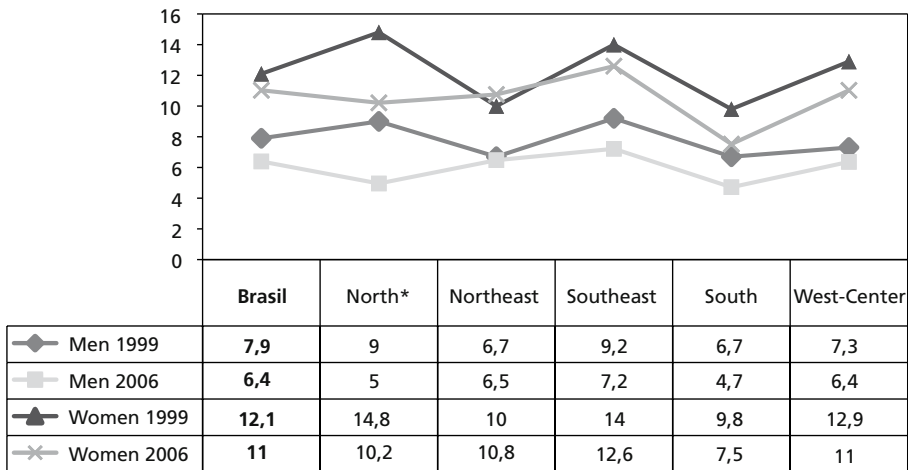 16
14
12
10
8
6
4
2
0
Brasil North* Northeast Southeast South West-Center
Men 1999 7,9 9 6,7 9,2 6,7 7,3
Men 2006 6,4 5 6,5 7,2 4,7 6,4
Women 1999 12,1 14,8 10 14 9,8 12,9
Women 2006 11 10,2 10,8 12,6 7,5 11